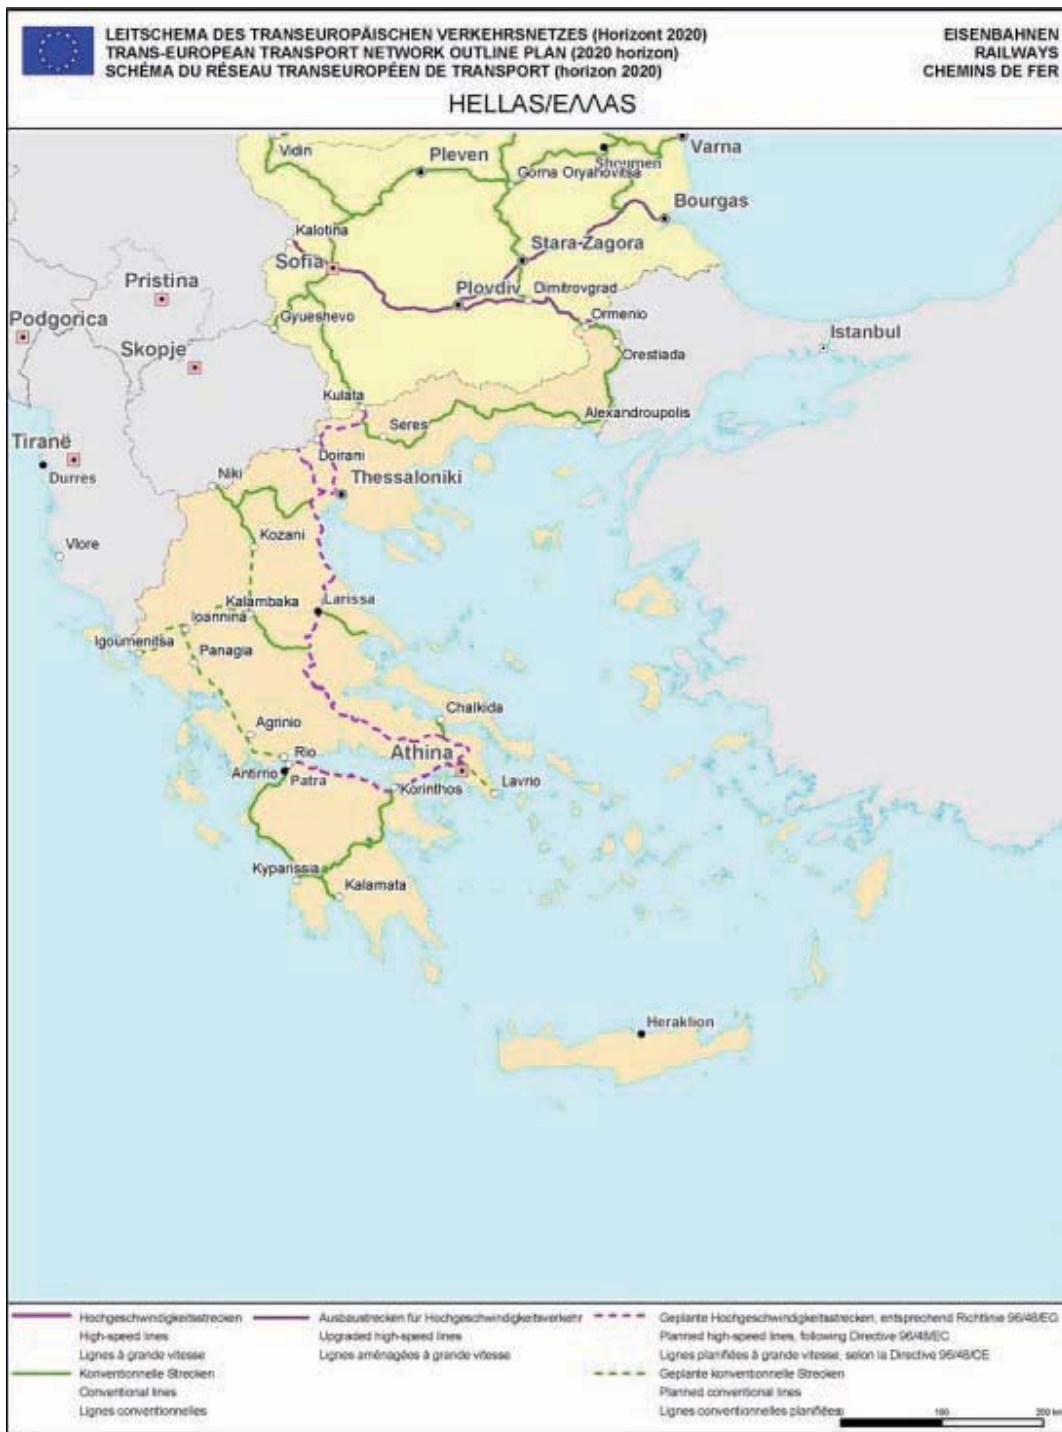 LEITSCHEMA DES TRANSEUROPÄISCHEN VERKEHRSNETZES (Horizont 2020)
TRANS-EUROPEAN TRANSPORT NETWORK OUTLINE PLAN (2020 horizon)
SCHÉMA DU RÉSEAU TRANSEUROPÉEN DE TRANSPORT (horizon 2020)
EISENBAHNEN
RAILWAYS
CHEMINS DE FER
HELLAS/ΕΛΛΑS
Vidin
Pleven
Shoumen
Varna
Gorna Oryahovitsa
Bourgas
Kalotina
Stara-Zagora
Sofia
Pristina
Plovdiv
Dimitrovgrad
Podgorica
Gyueshevo
Ormenio
Istanbul
Skopje
Orestiada
Kulata
Seres
Alexandroupolis
Tiranë
Doirani
Durres
Niki
Thessaloniki
Kozani
Vlore
Kalambaka
Larissa
Ioannina
Igoumenitsa
Panagia
Chalkida
Agrinio
Rio
Athina
Antirrio
Patra
Korinthos
Lavrio
Kyparissia
Kalamata
Heraklion
Hochgeschwindigkeitsstrecken
High-speed lines
Lignes à grande vitesse
Konventionnelle Strecken
Conventional lines
Lignes conventionnelles
Ausbaustrecken für Hochgeschwindigkeitsverkehr
Upgraded high-speed lines
Lignes aménagées à grande vitesse
Geplante Hochgeschwindigkeitsstrecken, entsprechend Richtlinie 96/48/EG
Planned high-speed lines, following Directive 96/48/EC
Lignes planifiées à grande vitesse, selon la Directive 96/48/CE
Geplante konventionelle Strecken
Planned conventional lines
Lignes conventionnelles planifiées
0 100 200 km